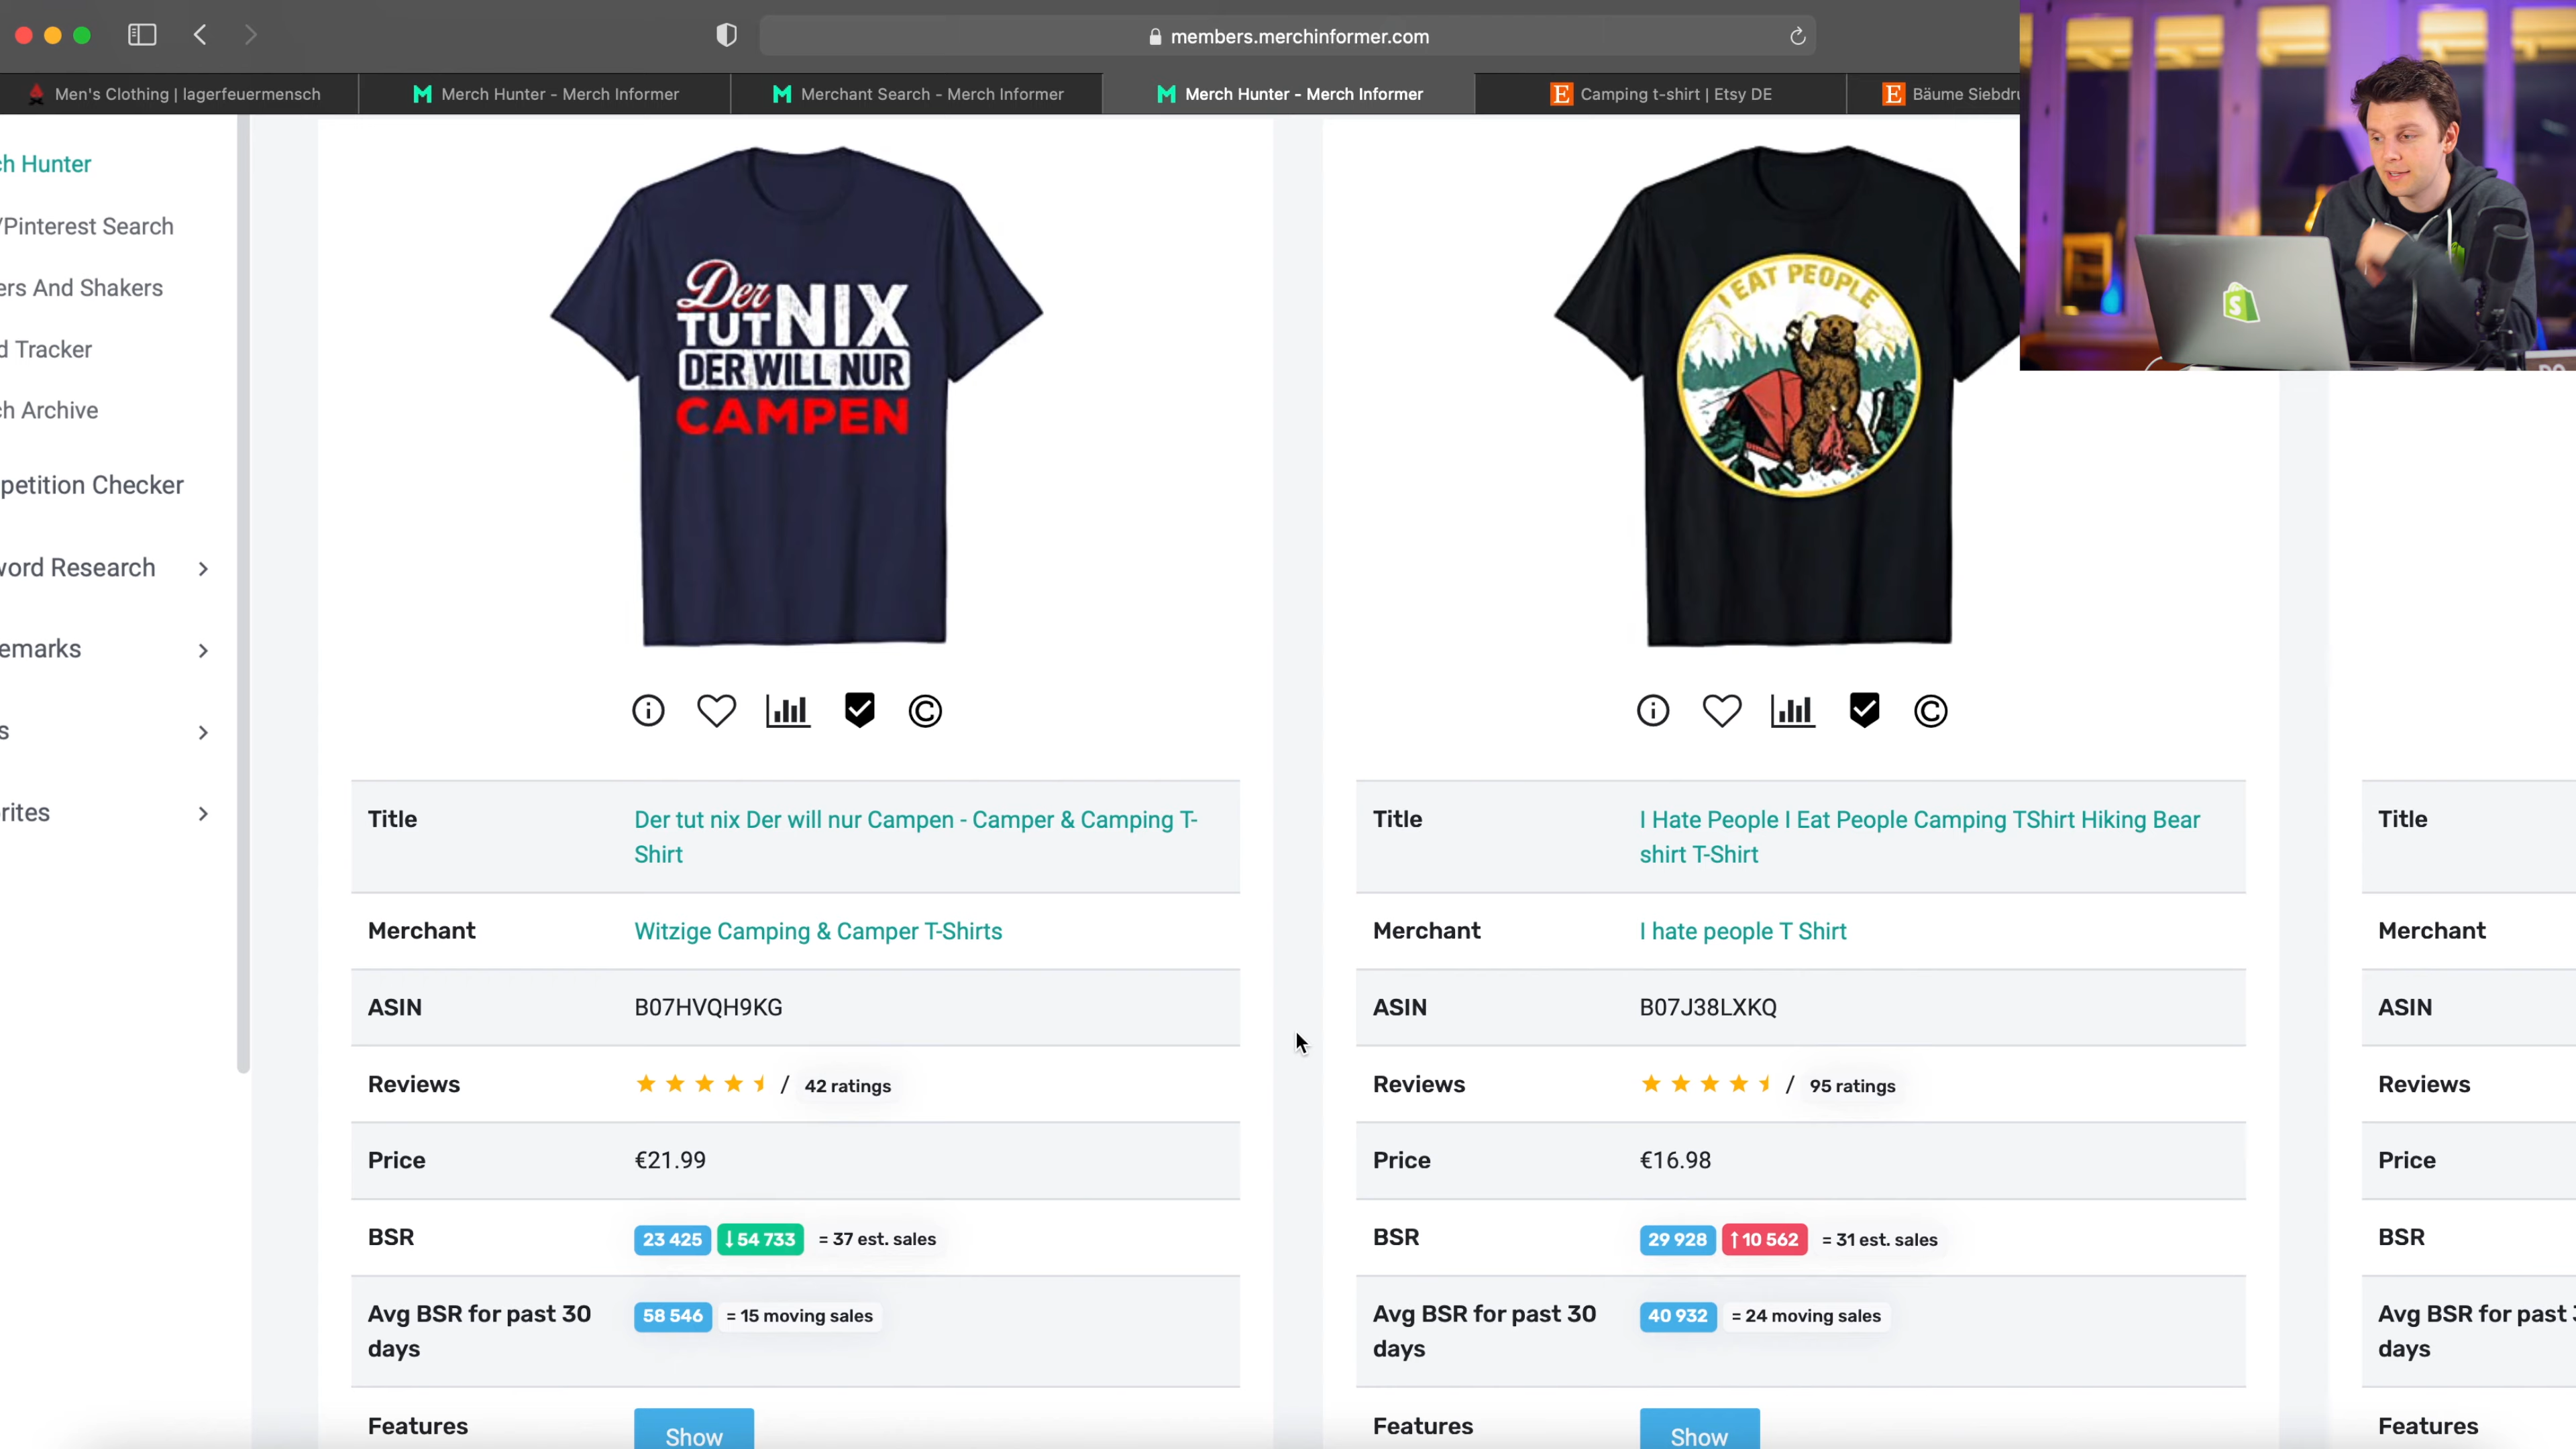 members.merchinformer.com
Men's Clothing | lagerfeuermensch
Merch Hunter - Merch Informer
Merchant Search - Merch Informer
Merch Hunter - Merch Informer
Camping t-shirt | Etsy DE
Bäume Siebdru
ch Hunter
/Pinterest Search
ers And Shakers
d Tracker
ch Archive
petition Checker
word Research
emarks
s
rites
Der
TUT NIX
DER WILL NUR
CAMPEN
I EAT PEOPLE
Title
Der tut nix Der will nur Campen - Camper & Camping T-
Shirt
Merchant
Witzige Camping & Camper T-Shirts
ASIN
B07HVQH9KG
Reviews
/ 42 ratings
Price
€21.99
BSR
23 425 ↓54 733 = 37 est. sales
Avg BSR for past 30
days
58 546 = 15 moving sales
Features
Show
Title
I Hate People I Eat People Camping TShirt Hiking Bear
shirt T-Shirt
Merchant
I hate people T Shirt
ASIN
B07J38LXKQ
Reviews
/ 95 ratings
Price
€16.98
BSR
29 928 ↑10 562 = 31 est. sales
Avg BSR for past 30
days
40 932 = 24 moving sales
Features
Show
Title
Merchant
ASIN
Reviews
Price
BSR
Avg BSR for past
days
Features